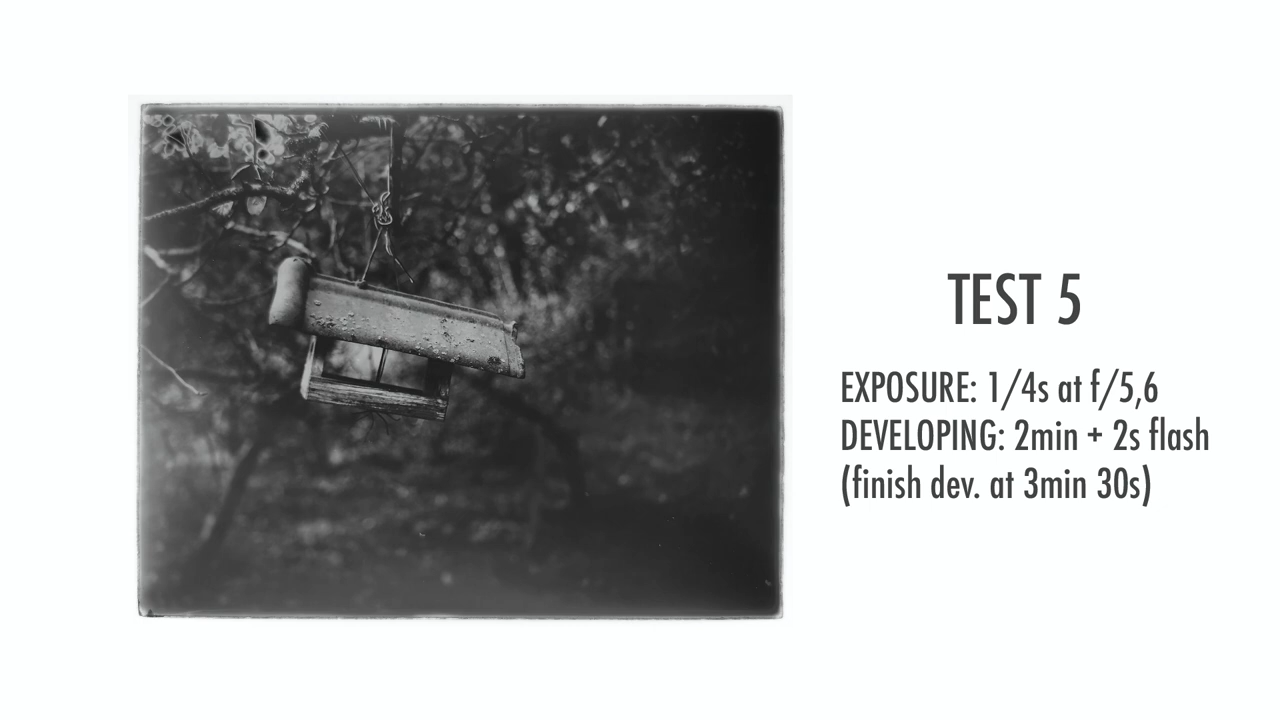 TEST 5
EXPOSURE: 1/4s at f/5,6
DEVELOPING: 2min + 2s flash
(finish dev. at 3min 30s)